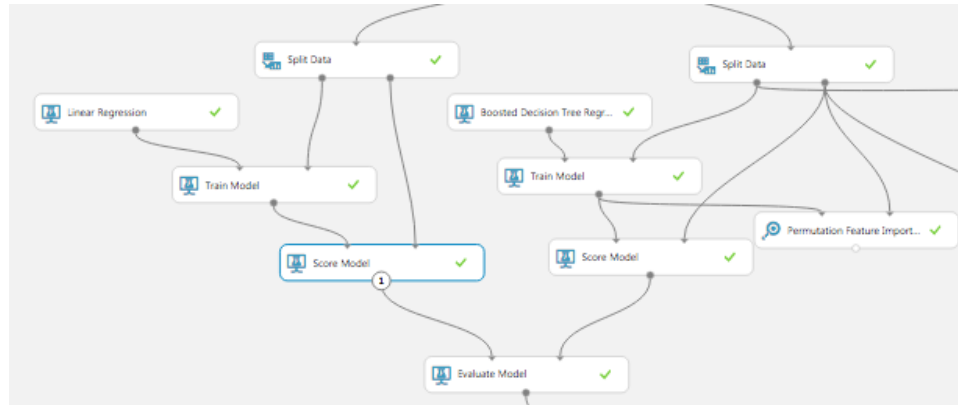 Split Data
Split Data
Linear Regression
Boosted Decision Tree Regr...
Train Model
Train Model
Permutation Feature Import...
Score Model
Score Model
1
Evaluate Model